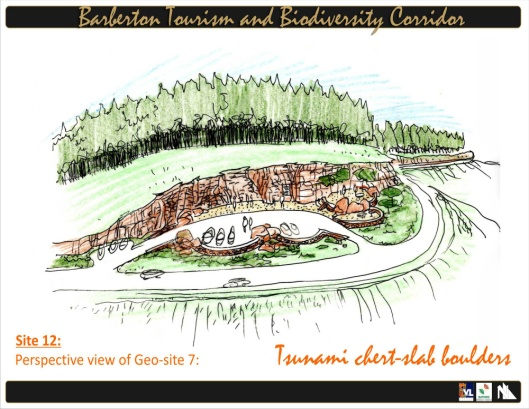 Barberton Tourism and Biodiversity Corridor
Site 12:
Perspective view of Geo-site 7:
Tsunami chert-slab boulders